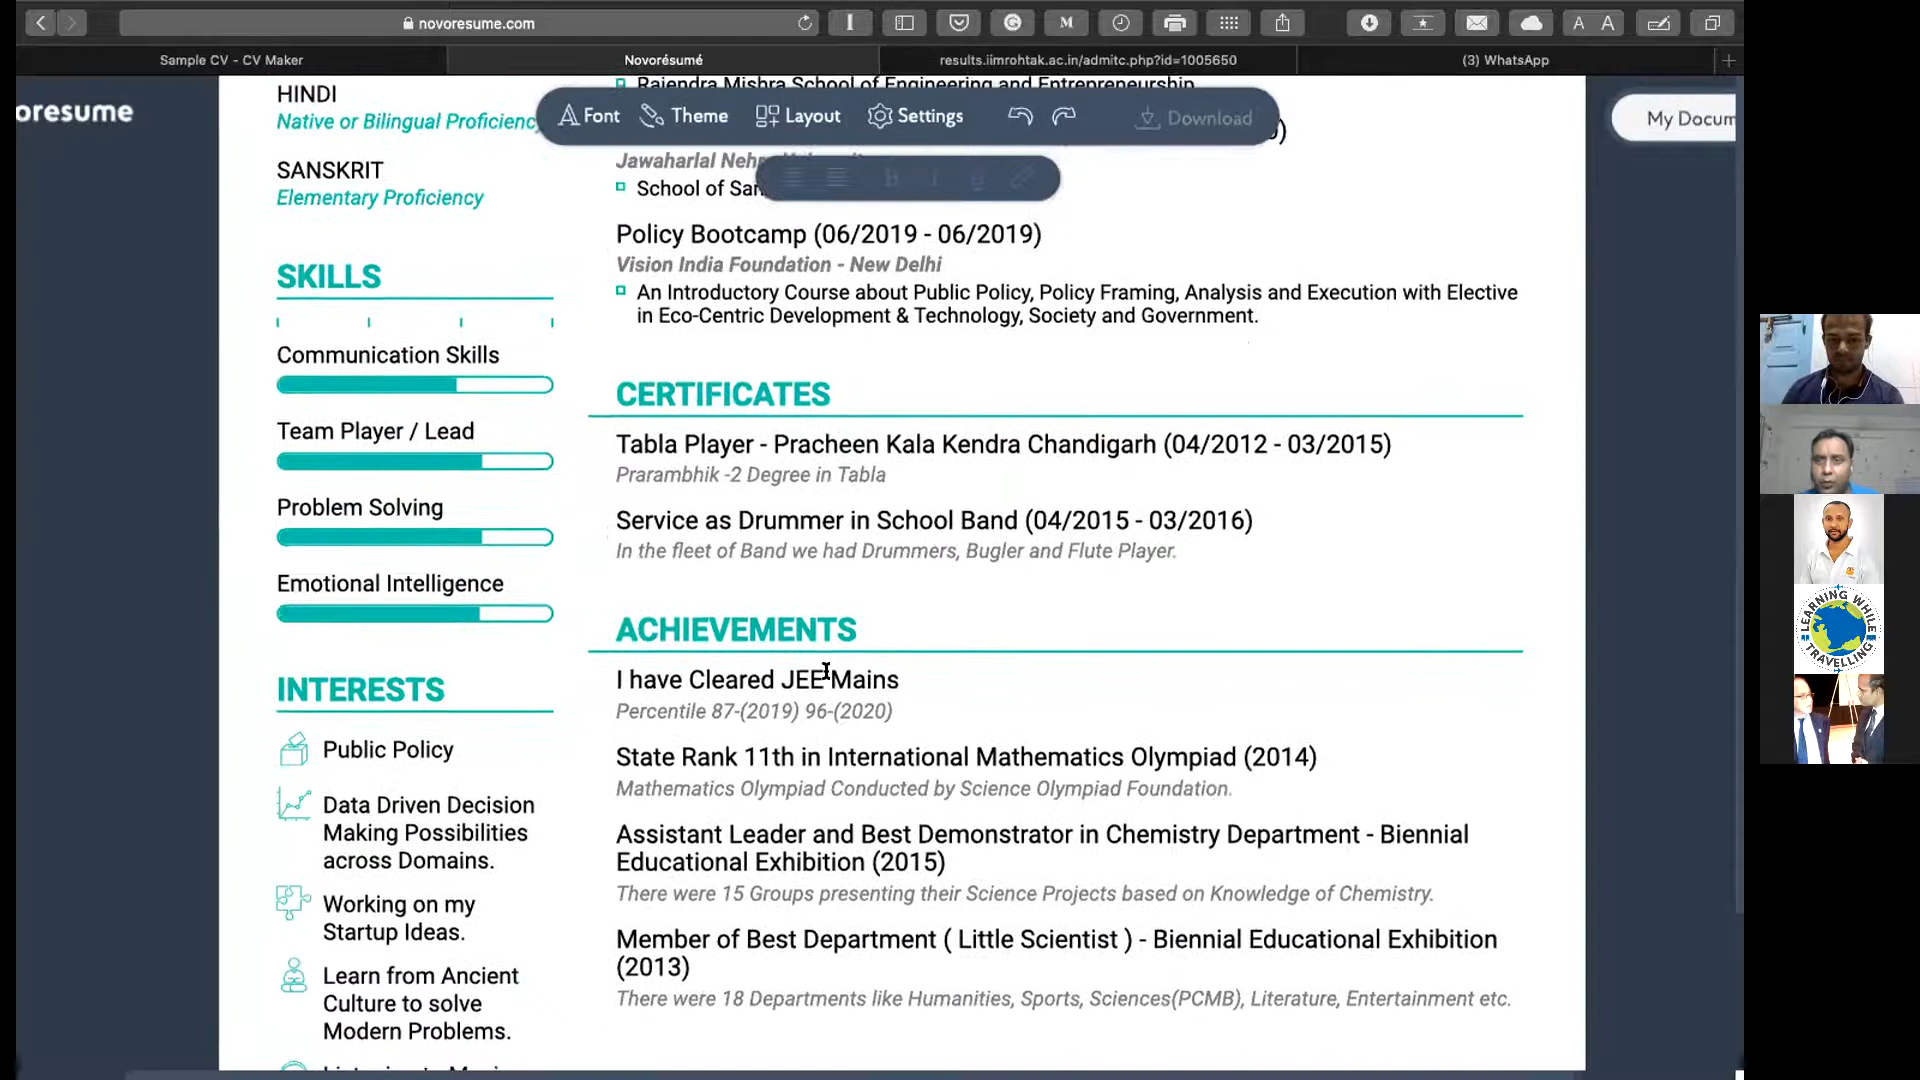 novoresume.com
Sample CV - CV Maker
Novorésumé
results.iimrohtak.ac.in/admitc.php?id=1005650
(3) WhatsApp
oresume
Font
Theme
Layout
Settings
Download
My Docum
HINDI
Native or Bilingual Proficienc
SANSKRIT
Elementary Proficiency
SKILLS
Communication Skills
Team Player / Lead
Problem Solving
Emotional Intelligence
INTERESTS
Public Policy
Data Driven Decision
Making Possibilities
across Domains.
Working on my
Startup Ideas.
Learn from Ancient
Culture to solve
Modern Problems.
Rajendra Mishra School of Engineering and Entrepreneurship
Jawaharlal Nehr
School of San
Policy Bootcamp (06/2019 - 06/2019)
Vision India Foundation - New Delhi
An Introductory Course about Public Policy, Policy Framing, Analysis and Execution with Elective
in Eco-Centric Development & Technology, Society and Government.
CERTIFICATES
Tabla Player - Pracheen Kala Kendra Chandigarh (04/2012 - 03/2015)
Prarambhik -2 Degree in Tabla
Service as Drummer in School Band (04/2015 - 03/2016)
In the fleet of Band we had Drummers, Bugler and Flute Player.
ACHIEVEMENTS
I have Cleared JEE Mains
Percentile 87-(2019) 96-(2020)
State Rank 11th in International Mathematics Olympiad (2014)
Mathematics Olympiad Conducted by Science Olympiad Foundation.
Assistant Leader and Best Demonstrator in Chemistry Department - Biennial
Educational Exhibition (2015)
There were 15 Groups presenting their Science Projects based on Knowledge of Chemistry.
Member of Best Department ( Little Scientist ) - Biennial Educational Exhibition
(2013)
There were 18 Departments like Humanities, Sports, Sciences(PCMB), Literature, Entertainment etc.
LEARNING WHILE
TRAVELLING